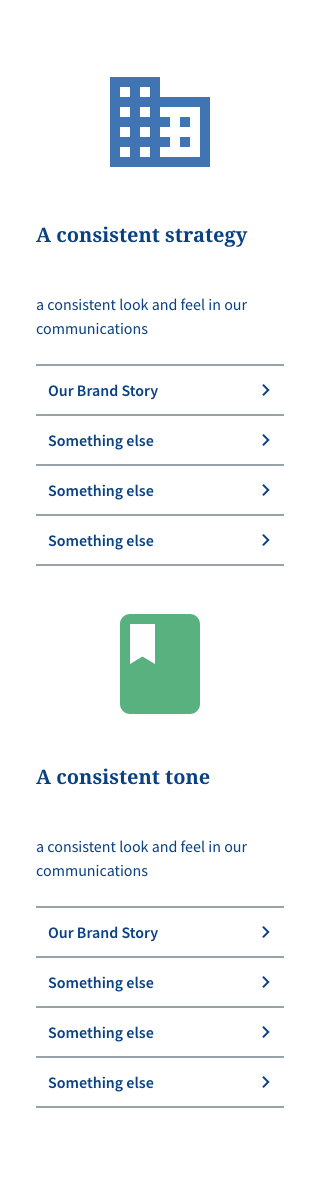 A consistent strategy
a consistent look and feel in our
communications
Our Brand Story
Something else
Something else
Something else
A consistent tone
a consistent look and feel in our
communications
Our Brand Story
Something else
Something else
Something else